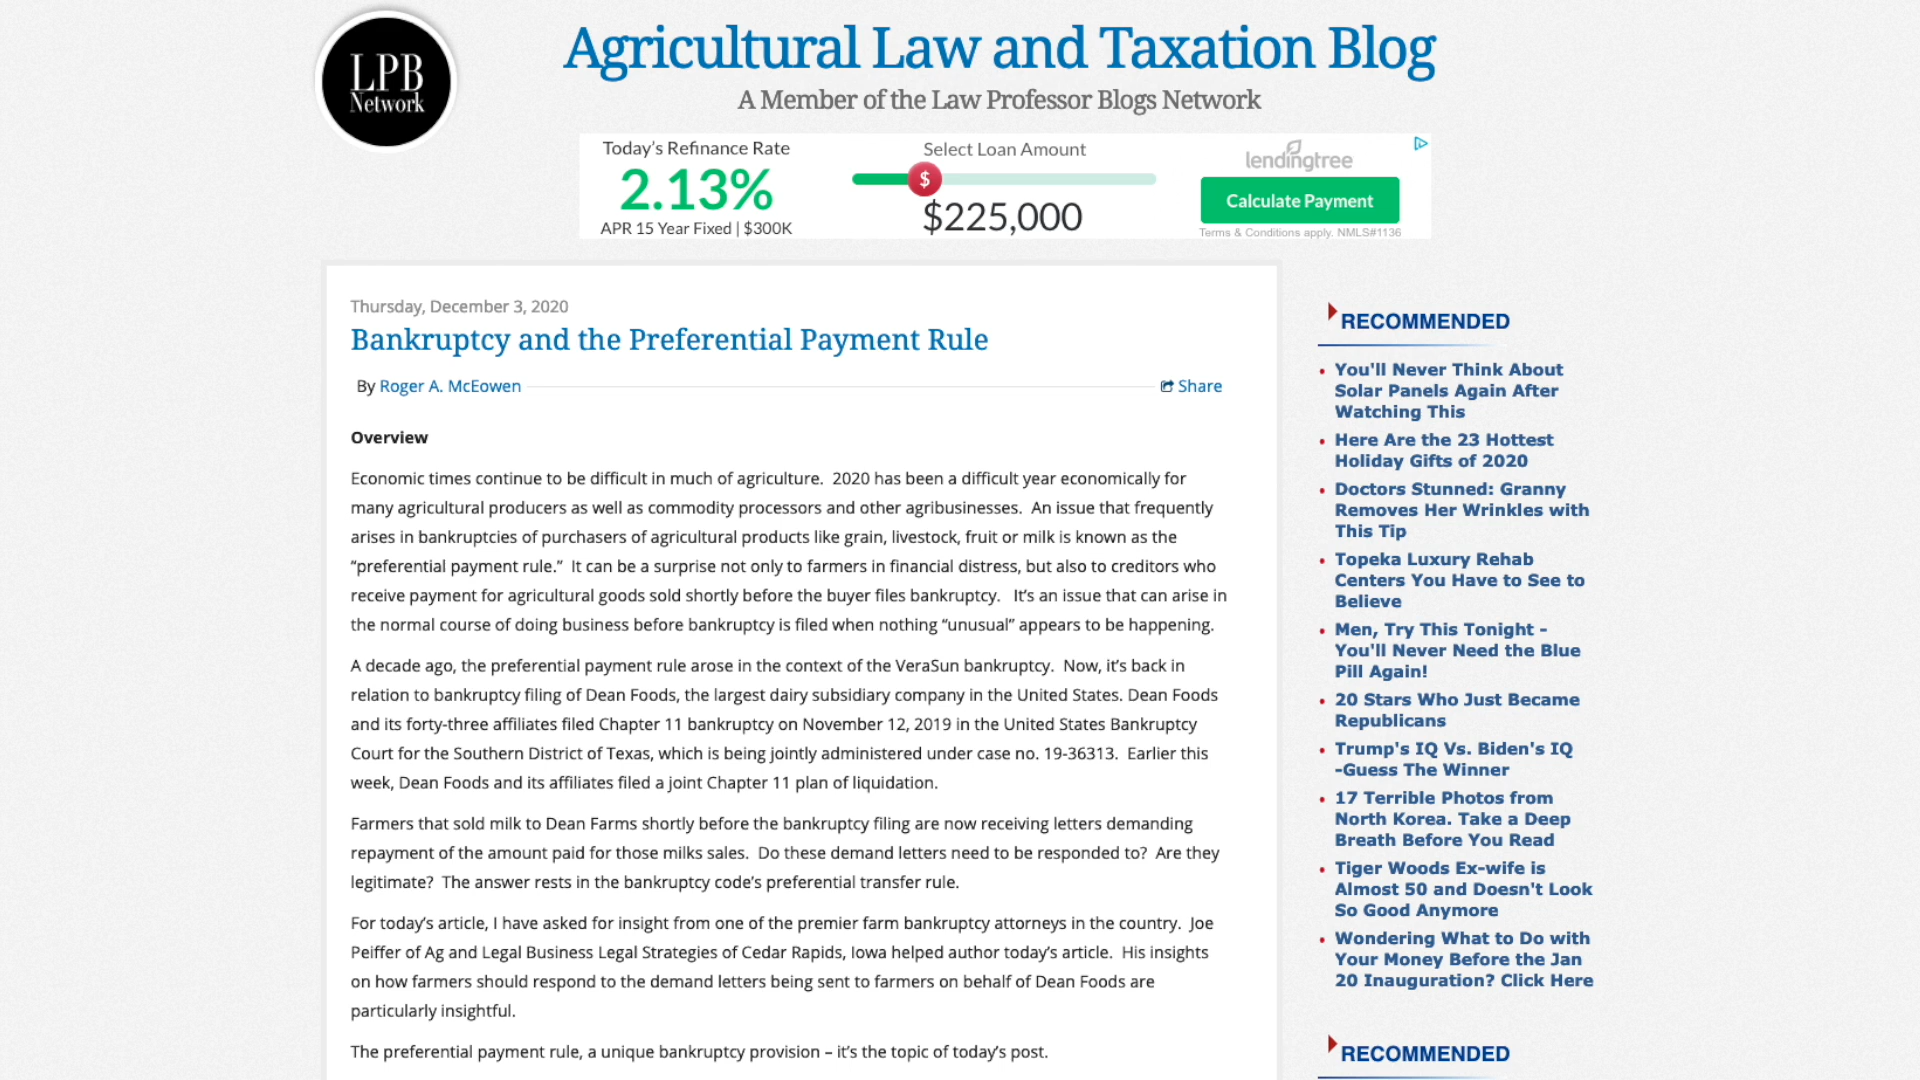 LPB
Network
Agricultural Law and Taxation Blog
A Member of the Law Professor Blogs Network
Today's Refinance Rate
2.13%
APR 15 Year Fixed | $300K
Select Loan Amount
$
$225,000
lendingtree
Calculate Payment
Terms & Conditions apply. NMLS#1136
Thursday, December 3, 2020
Bankruptcy and the Preferential Payment Rule
By Roger A. McEowen
Share
Overview
Economic times continue to be difficult in much of agriculture.  2020 has been a difficult year economically for
many agricultural producers as well as commodity processors and other agribusinesses.  An issue that frequently
arises in bankruptcies of purchasers of agricultural products like grain, livestock, fruit or milk is known as the
“preferential payment rule.”  It can be a surprise not only to farmers in financial distress, but also to creditors who
receive payment for agricultural goods sold shortly before the buyer files bankruptcy.   It’s an issue that can arise in
the normal course of doing business before bankruptcy is filed when nothing “unusual” appears to be happening.
A decade ago, the preferential payment rule arose in the context of the VeraSun bankruptcy.  Now, it’s back in
relation to bankruptcy filing of Dean Foods, the largest dairy subsidiary company in the United States. Dean Foods
and its forty-three affiliates filed Chapter 11 bankruptcy on November 12, 2019 in the United States Bankruptcy
Court for the Southern District of Texas, which is being jointly administered under case no. 19-36313.  Earlier this
week, Dean Foods and its affiliates filed a joint Chapter 11 plan of liquidation.
Farmers that sold milk to Dean Farms shortly before the bankruptcy filing are now receiving letters demanding
repayment of the amount paid for those milks sales.  Do these demand letters need to be responded to?  Are they
legitimate?  The answer rests in the bankruptcy code’s preferential transfer rule.
For today’s article, I have asked for insight from one of the premier farm bankruptcy attorneys in the country.  Joe
Peiffer of Ag and Legal Business Legal Strategies of Cedar Rapids, Iowa helped author today’s article.  His insights
on how farmers should respond to the demand letters being sent to farmers on behalf of Dean Foods are
particularly insightful.
The preferential payment rule, a unique bankruptcy provision – it’s the topic of today’s post.
RECOMMENDED
You'll Never Think About
Solar Panels Again After
Watching This
Here Are the 23 Hottest
Holiday Gifts of 2020
Doctors Stunned: Granny
Removes Her Wrinkles with
This Tip
Topeka Luxury Rehab
Centers You Have to See to
Believe
Men, Try This Tonight -
You'll Never Need the Blue
Pill Again!
20 Stars Who Just Became
Republicans
Trump's IQ Vs. Biden's IQ
-Guess The Winner
17 Terrible Photos from
North Korea. Take a Deep
Breath Before You Read
Tiger Woods Ex-wife is
Almost 50 and Doesn't Look
So Good Anymore
Wondering What to Do with
Your Money Before the Jan
20 Inauguration? Click Here
RECOMMENDED